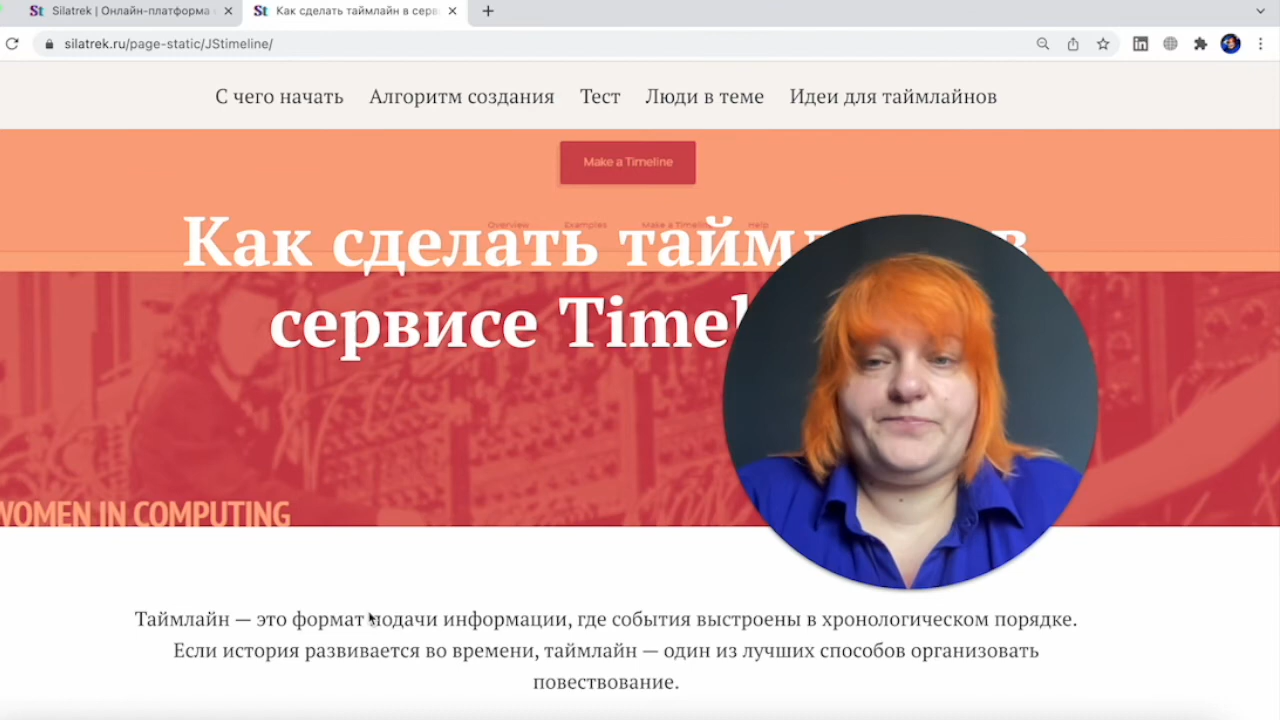 Silatrek | Онлайн-платформа
Как сделать таймлайн в серв
silatrek.ru/page-static/JStimeline/
С чего начать Алгоритм создания Тест Люди в теме Идеи для таймлайнов
Make a Timeline
Overview Examples Make a Timeline Help
Как сделать тайм в
сервисе Timel
WOMEN IN COMPUTING
Таймлайн — это формат подачи информации, где события выстроены в хронологическом порядке.
Если история развивается во времени, таймлайн — один из лучших способов организовать
повествование.